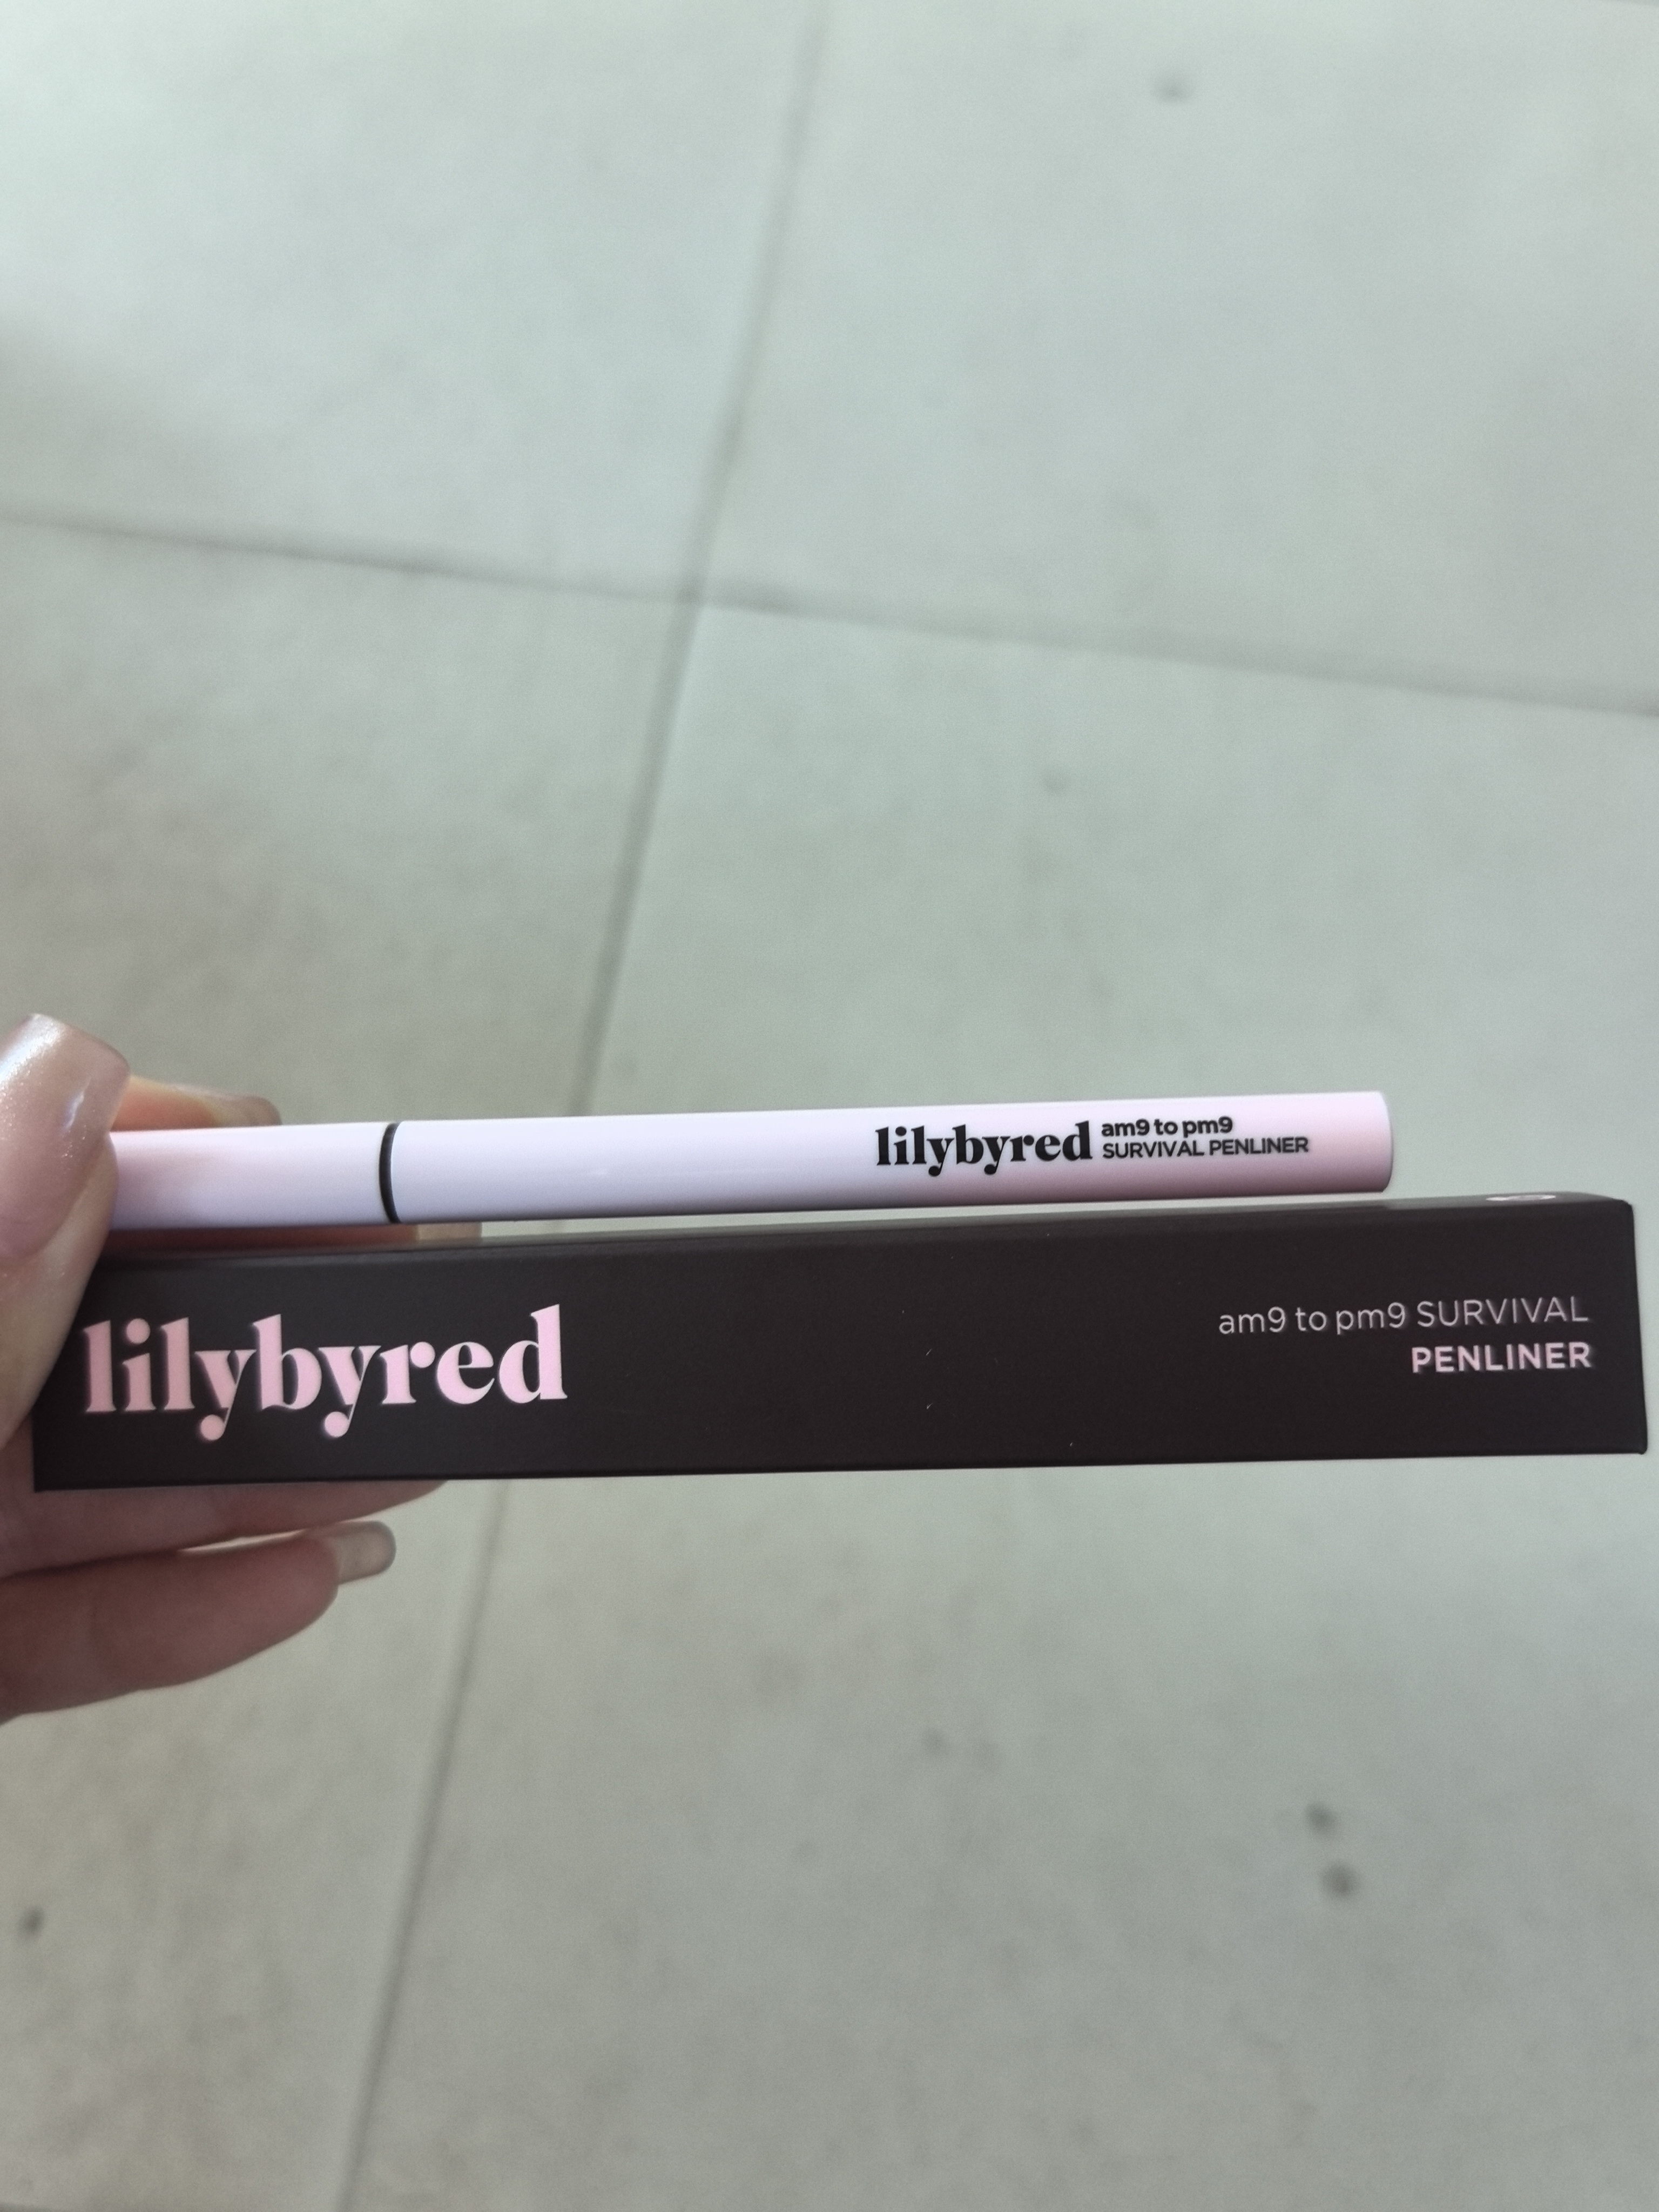 lilybyred am9 to pm9
SURVIVAL PENLINER
lilybyred
am9 to pm9 SURVIVAL
PENLINER